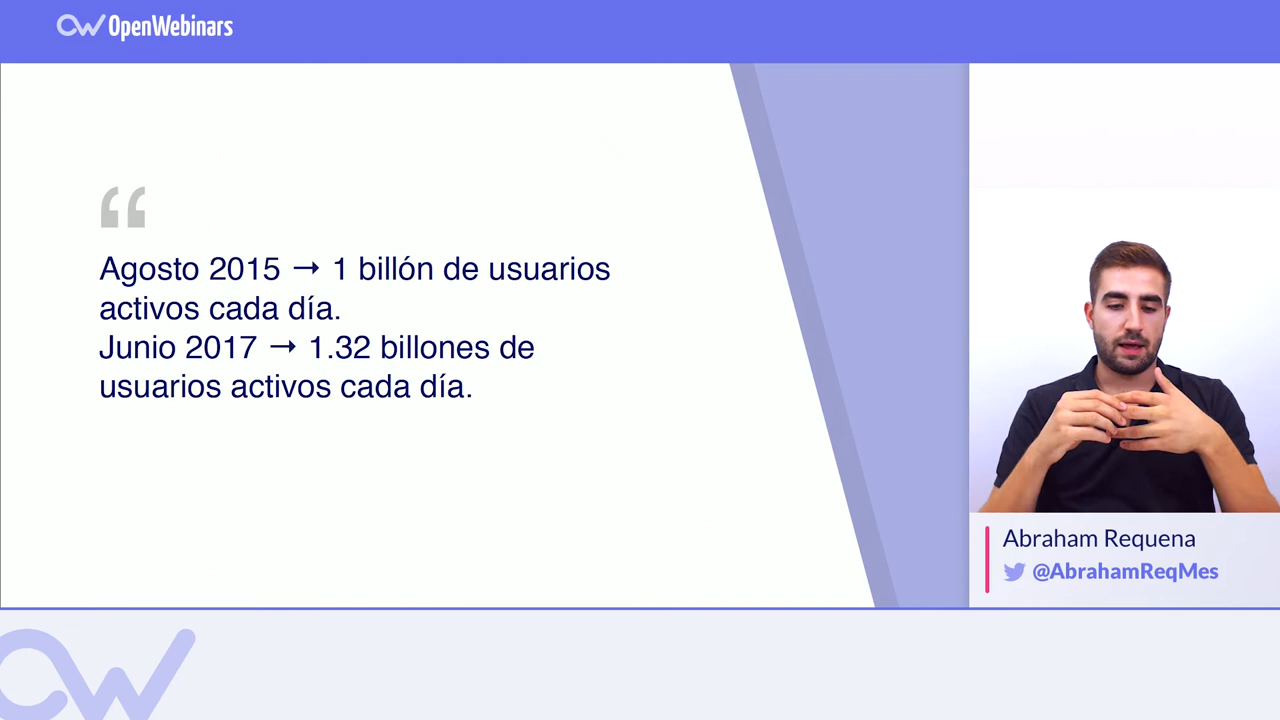 OpenWebinars
“
Agosto 2015 → 1 billón de usuarios
activos cada día.
Junio 2017 → 1.32 billones de
usuarios activos cada día.
Abraham Requena
@AbrahamReqMes